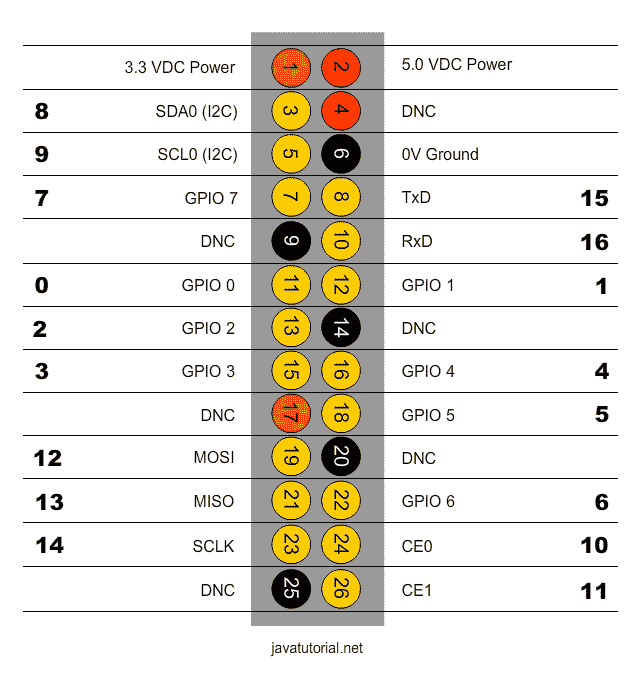 3.3 VDC Power 1 2 5.0 VDC Power
8 SDA0 (I2C) 3 4 DNC
9 SCL0 (I2C) 5 6 0V Ground
7 GPIO 7 7 8 TxD 15
DNC 9 10 RxD 16
0 GPIO 0 11 12 GPIO 1 1
2 GPIO 2 13 14 DNC
3 GPIO 3 15 16 GPIO 4 4
DNC 17 18 GPIO 5 5
12 MOSI 19 20 DNC
13 MISO 21 22 GPIO 6 6
14 SCLK 23 24 CE0 10
DNC 25 26 CE1 11
javatutorial.net